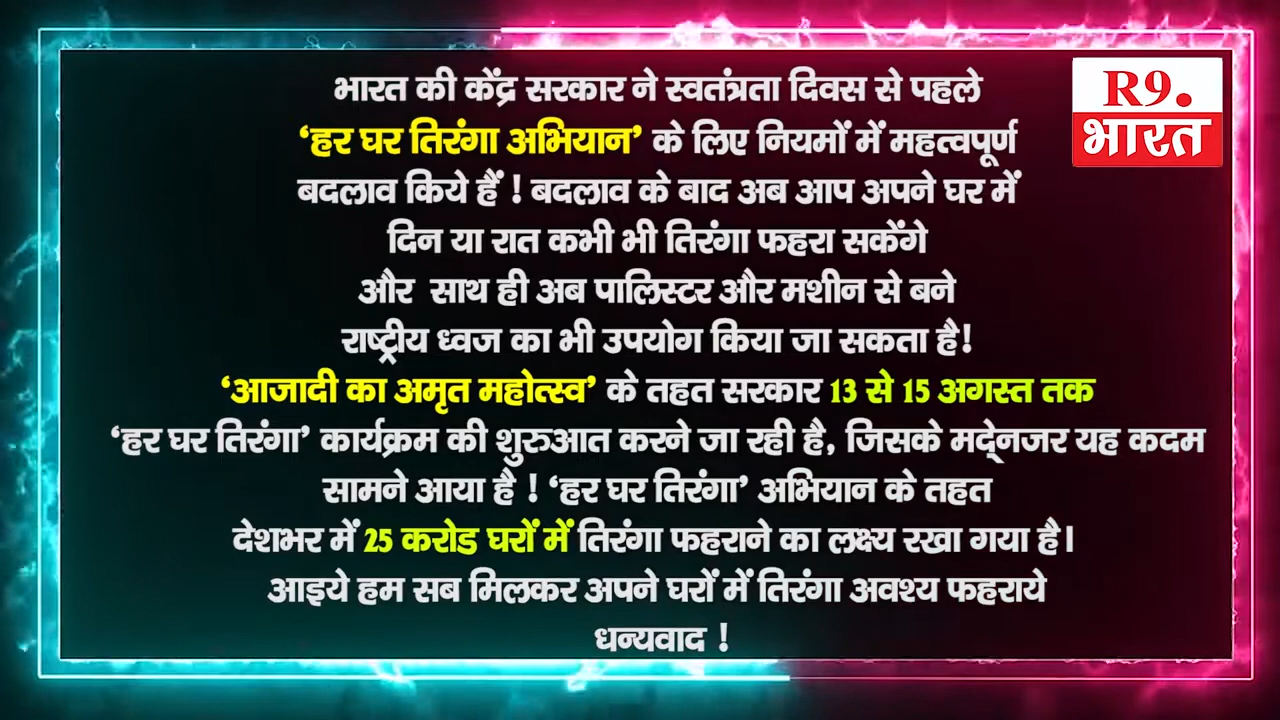 भारत की केंद्र सरकार ने स्वतंत्रता दिवस से पहले
R9.
भारत
‘हर घर तिरंगा अभियान’ के लिए नियमों में महत्वपूर्ण
बदलाव किये हैं ! बदलाव के बाद अब आप अपने घर में
दिन या रात कभी भी तिरंगा फहरा सकेंगे
और साथ ही अब पालिस्टर और मशीन से बने
राष्ट्रीय ध्वज का भी उपयोग किया जा सकता है!
‘आजादी का अमृत महोत्स्व’ के तहत सरकार 13 से 15 अगस्त तक
‘हर घर तिरंगा’ कार्यक्रम की शुरुआत करने जा रही है, जिसके मद्देनजर यह कदम
सामने आया है ! ‘हर घर तिरंगा’ अभियान के तहत
देशभर में 25 करोड घरों में तिरंगा फहराने का लक्ष्य रखा गया है।
आइये हम सब मिलकर अपने घरों में तिरंगा अवश्य फहराये
धन्यवाद !